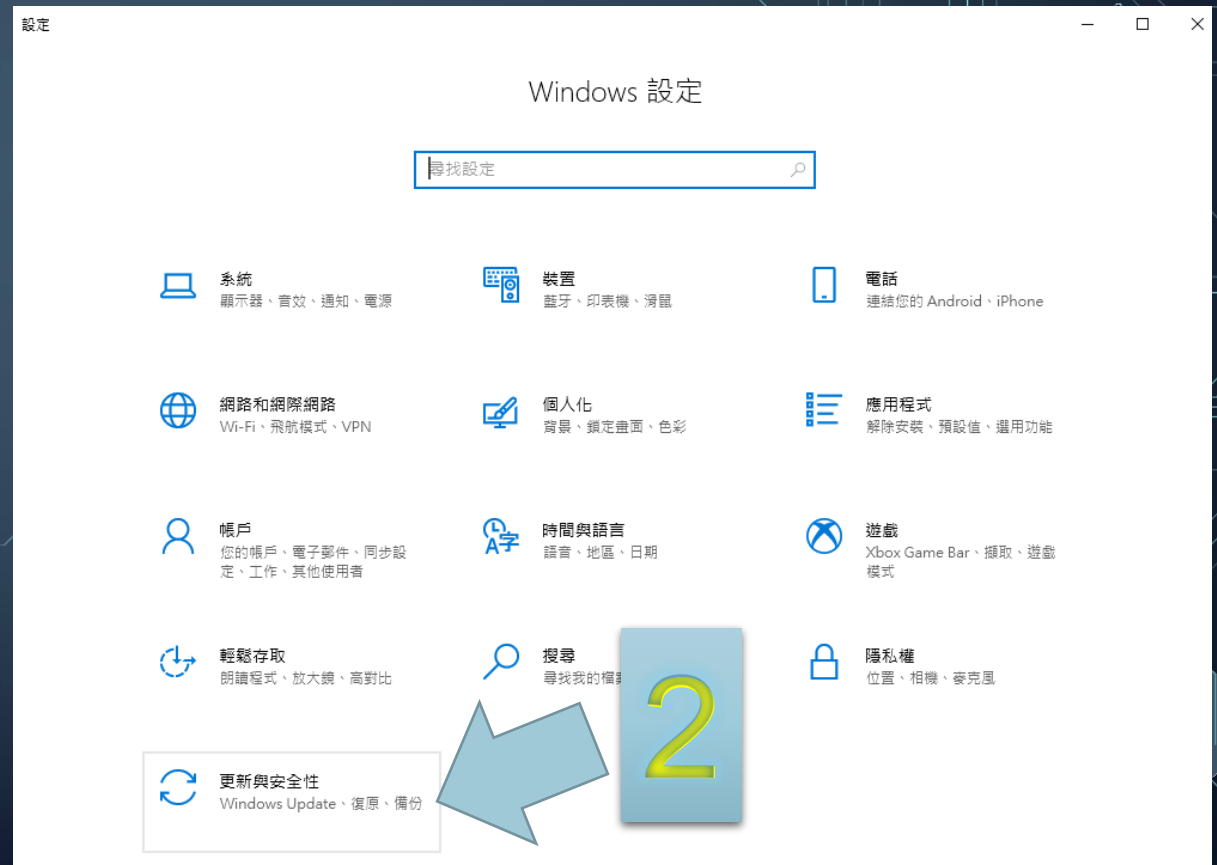 設定
Windows 設定
尋找設定
系統
顯示器、音效、通知、電源
裝置
藍牙、印表機、滑鼠
電話
連結您的 Android、iPhone
網路和網際網路
Wi-Fi、飛航模式、VPN
個人化
背景、鎖定畫面、色彩
應用程式
解除安裝、預設值、選用功能
帳戶
您的帳戶、電子郵件、同步設
定、工作、其他使用者
時間與語言
語音、地區、日期
遊戲
Xbox Game Bar、擷取、遊戲
模式
輕鬆存取
朗讀程式、放大鏡、高對比
搜尋
尋找我的檔
隱私權
位置、相機、麥克風
2
更新與安全性
Windows Update、復原、備份